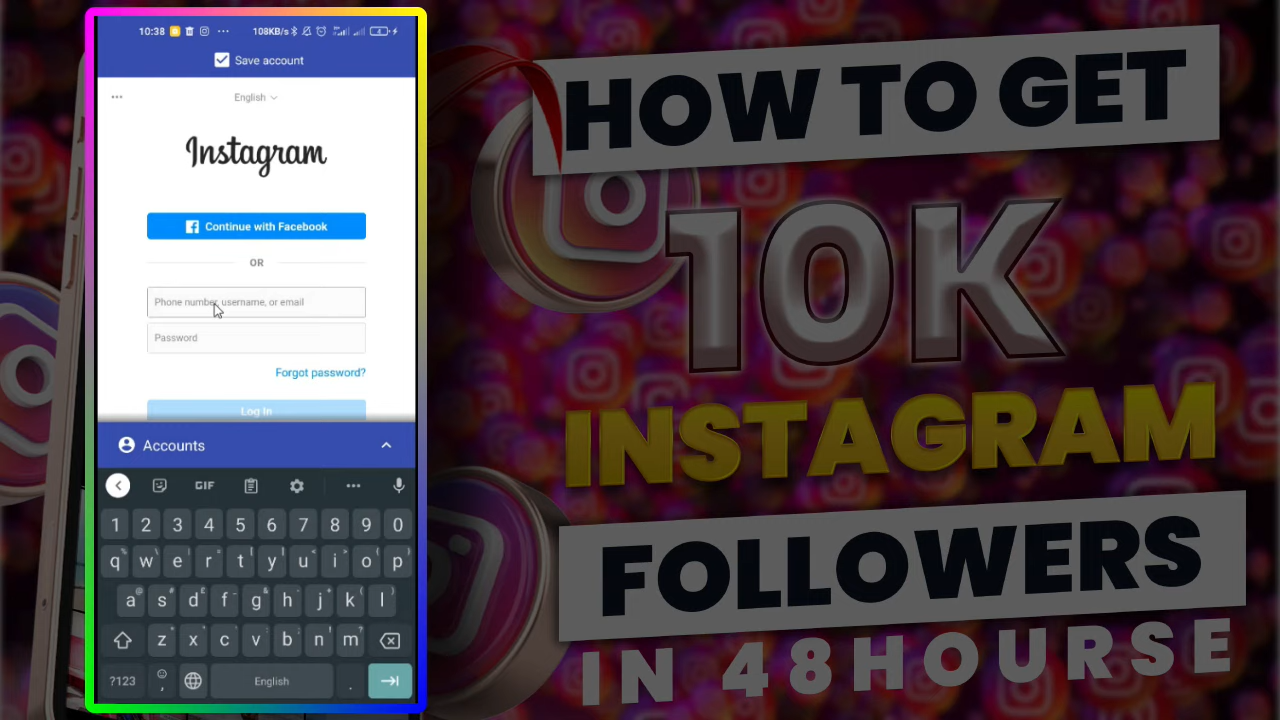 10:38
108KB/s
Save account
English
Instagram
Continue with Facebook
OR
Phone number, username, or email
Password
Forgot password?
Log In
Accounts
GIF
1 2 3 4 5 6 7 8 9 0
q w e r t y u i o p
a s d f g h j k l
z x c v b n m
?123 , English .
HOW TO GET
10K
INSTAGRAM
FOLLOWERS
IN 48HOURSE